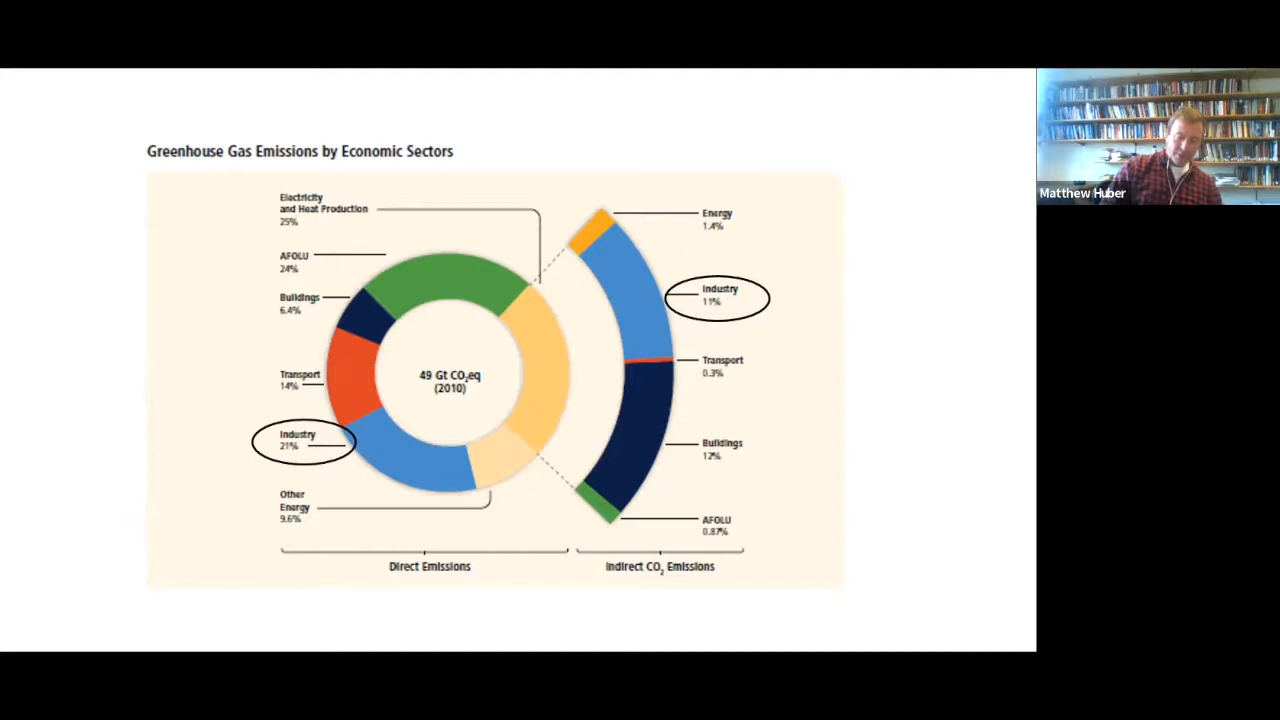 Greenhouse Gas Emissions by Economic Sectors
Electricity
and Heat Production
25%
AFOLU
24%
Buildings
6.4%
Transport
14%
Industry
21%
Other
Energy
9.6%
49 Gt CO2eq
(2010)
Energy
1.4%
Industry
11%
Transport
0.3%
Buildings
12%
AFOLU
0.87%
Direct Emissions
Indirect CO2 Emissions
Matthew Huber